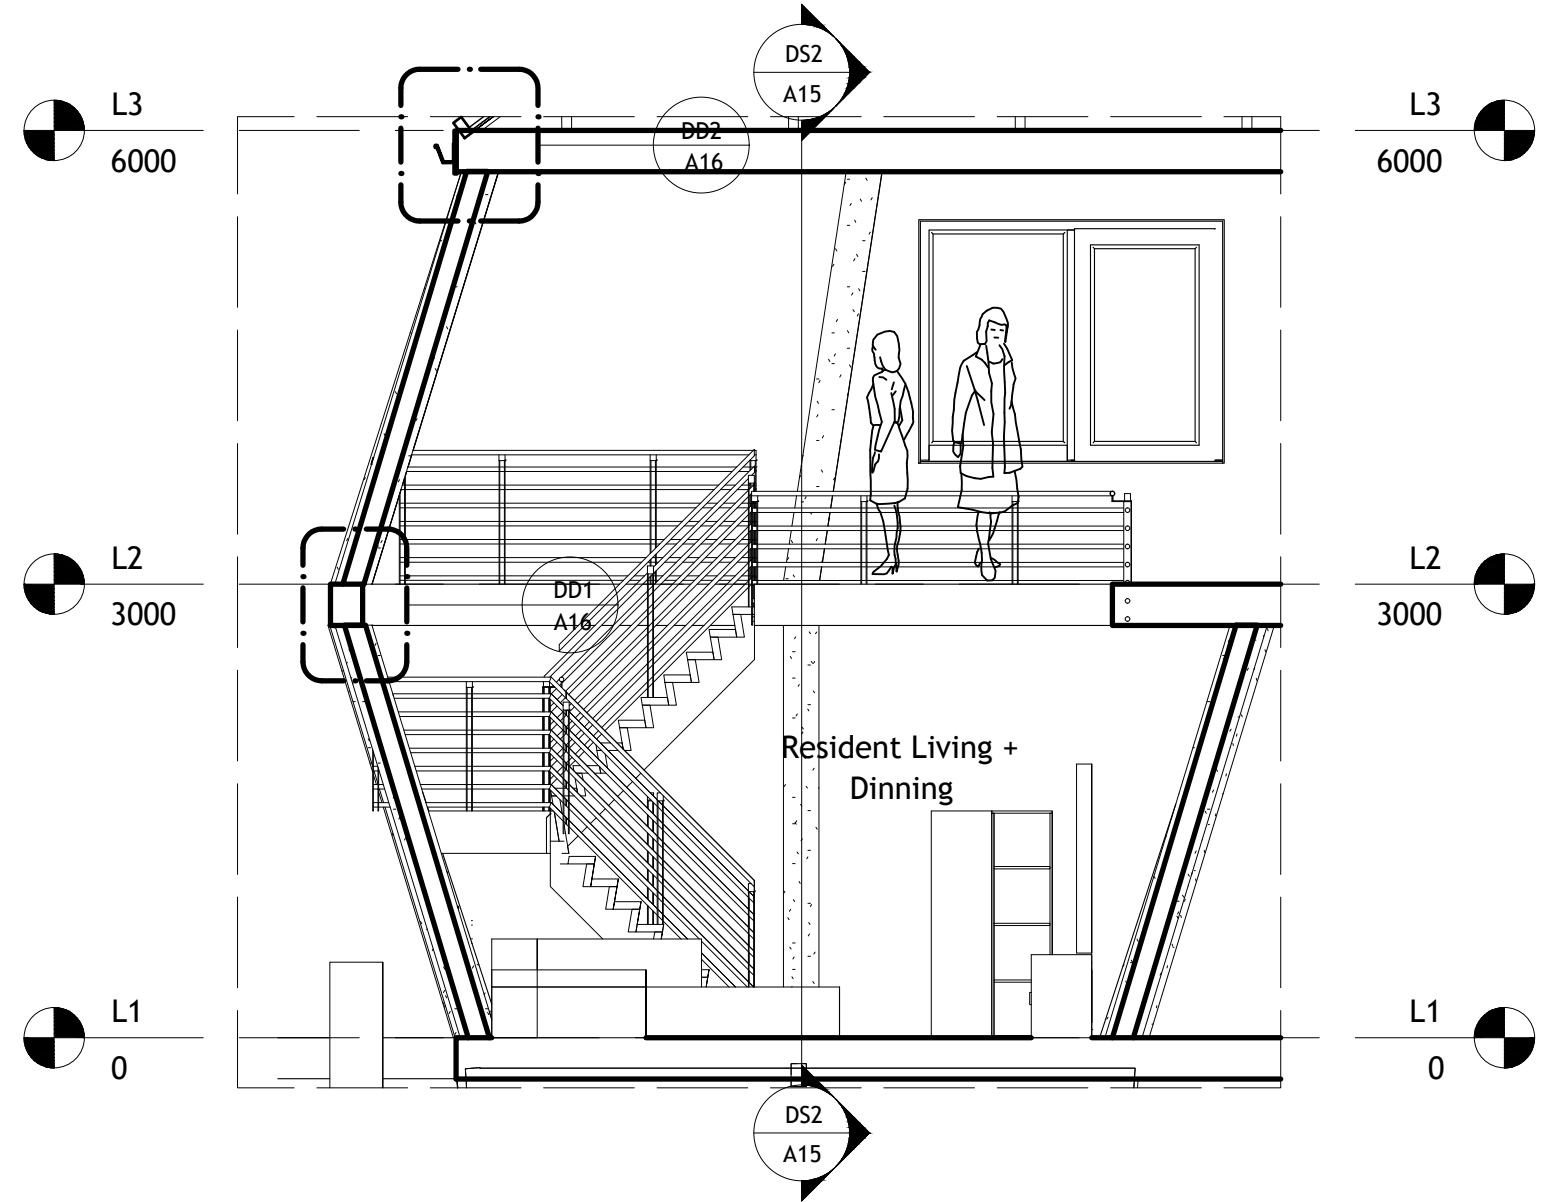 DS2
A15
L3
6000
DD2
A16
L3
6000
L2
3000
DD1
A16
L2
3000
Resident Living +
Dinning
L1
0
L1
0
DS2
A15